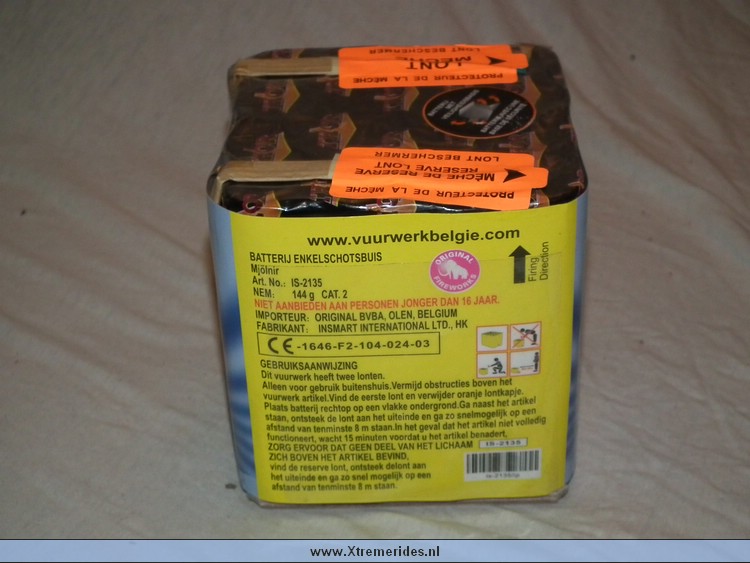 LONT BESCHERMER
LONT
MÈCHE
PROTECTEUR DE LA MÈCHE
LONT BESCHERMER
RESERVE LONT
MÈCHE DE RESERVE
PROTECTEUR DE LA MÈCHE
www.vuurwerkbelgie.com
BATTERIJ ENKELSCHOTSBUIS
Mjölnir
Art. No.: IS-2135
NEM: 144 g CAT. 2
ORIGINAL
FIREWORKS
Firing
Direction
NIET AANBIEDEN AAN PERSONEN JONGER DAN 16 JAAR.
IMPORTEUR: ORIGINAL BVBA, OLEN, BELGIUM
FABRIKANT: INSMART INTERNATIONAL LTD., HK
CE -1646-F2-104-024-03
GEBRUIKSAANWIJZING
Dit vuurwerk heeft twee lonten.
Alleen voor gebruik buitenshuis.Vermijd obstructies boven het
vuurwerk artikel.Vind de eerste lont en verwijder oranje lontkapje.
Plaats batterij rechtop op een vlakke ondergrond.Ga naast het artikel
staan, ontsteek de lont aan het uiteinde en ga zo snelmogelijk op een
afstand van tenminste 8 m staan.In het geval dat het artikel niet volledig
functioneert, wacht 15 minuten voordat u het artikel benadert,
ZORG ERVOOR DAT GEEN DEEL VAN HET LICHAAM
ZICH BOVEN HET ARTIKEL BEVIND,
vind de reserve lont, ontsteek delont aan
het uiteinde en ga zo snel mogelijk op een
afstand van tenminste 8 m staan.
IS-2135
www.Xtremerides.nl